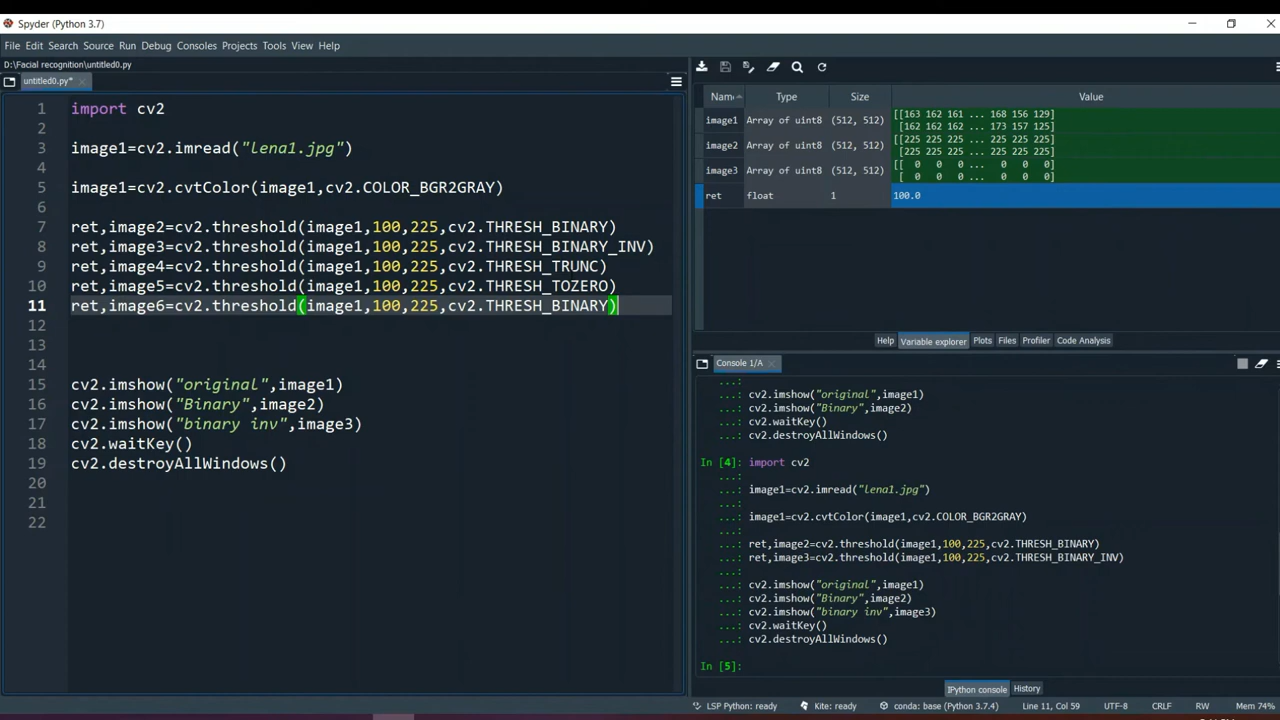 Spyder (Python 3.7)
File Edit Search Source Run Debug Consoles Projects Tools View Help
D:\Facial recognition\untitled0.py
untitled0.py*
1 import cv2
2
3 image1=cv2.imread("lena1.jpg")
4
5 image1=cv2.cvtColor(image1,cv2.COLOR_BGR2GRAY)
6
7 ret,image2=cv2.threshold(image1,100,225,cv2.THRESH_BINARY)
8 ret,image3=cv2.threshold(image1,100,225,cv2.THRESH_BINARY_INV)
9 ret,image4=cv2.threshold(image1,100,225,cv2.THRESH_TRUNC)
10 ret,image5=cv2.threshold(image1,100,225,cv2.THRESH_TOZERO)
11 ret,image6=cv2.threshold(image1,100,225,cv2.THRESH_BINARY)
12
13
14
15 cv2.imshow("original",image1)
16 cv2.imshow("Binary",image2)
17 cv2.imshow("binary inv",image3)
18 cv2.waitKey()
19 cv2.destroyAllWindows()
20
21
22
Nam Type Size Value
image1 Array of uint8 (512, 512) [[163 162 161 ... 168 156 129]
[162 162 162 ... 173 157 125]
image2 Array of uint8 (512, 512) [[225 225 225 ... 225 225 225]
[225 225 225 ... 225 225 225]
image3 Array of uint8 (512, 512) [[ 0 0 0 ... 0 0 0]
[ 0 0 0 ... 0 0 0]
ret float 1 100.0
Help Variable explorer Plots Files Profiler Code Analysis
Console 1/A
...:
...: cv2.imshow("original",image1)
...: cv2.imshow("Binary",image2)
...: cv2.waitKey()
...: cv2.destroyAllWindows()
In [4]: import cv2
...:
...: image1=cv2.imread("lena1.jpg")
...:
...: image1=cv2.cvtColor(image1,cv2.COLOR_BGR2GRAY)
...:
...: ret,image2=cv2.threshold(image1,100,225,cv2.THRESH_BINARY)
...: ret,image3=cv2.threshold(image1,100,225,cv2.THRESH_BINARY_INV)
...:
...: cv2.imshow("original",image1)
...: cv2.imshow("Binary",image2)
...: cv2.imshow("binary inv",image3)
...: cv2.waitKey()
...: cv2.destroyAllWindows()
In [5]:
IPython console History
LSP Python: ready Kite: ready conda: base (Python 3.7.4) Line 11, Col 59 UTF-8 CRLF RW Mem 74%